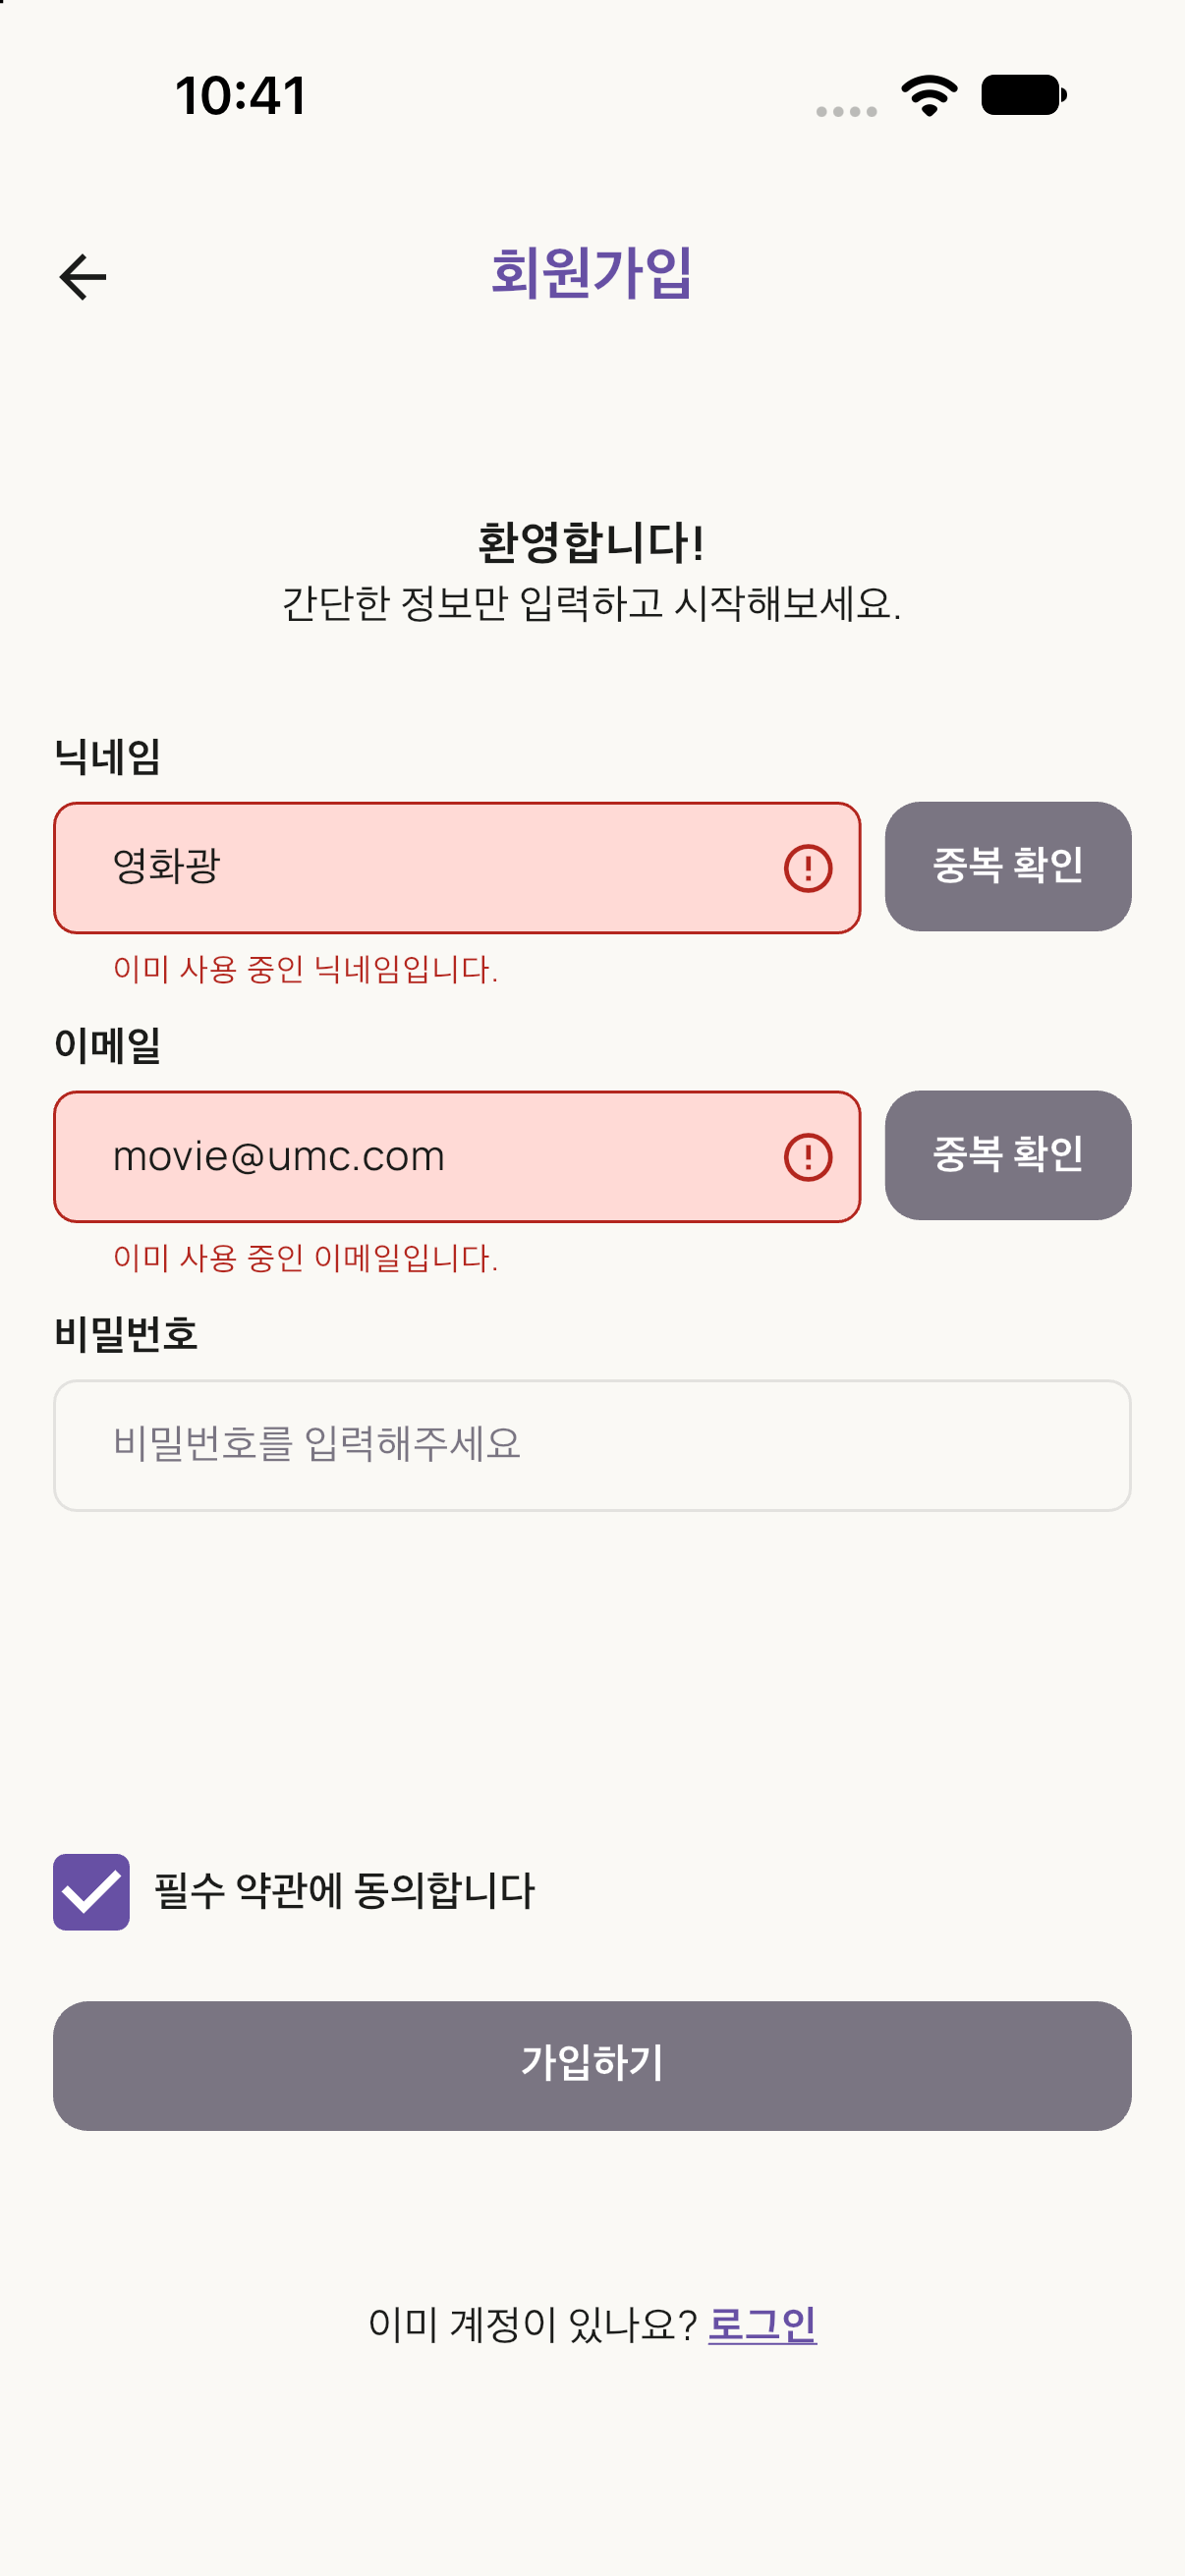 10:41
회원가입
환영합니다!
간단한 정보만 입력하고 시작해보세요.
닉네임
영화광
중복 확인
이미 사용 중인 닉네임입니다.
이메일
movie@umc.com
중복 확인
이미 사용 중인 이메일입니다.
비밀번호
비밀번호를 입력해주세요
필수 약관에 동의합니다
가입하기
이미 계정이 있나요? 로그인